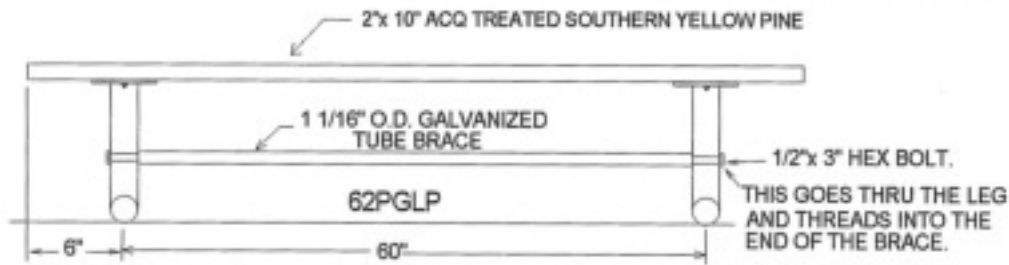 2"x 10" ACQ TREATED SOUTHERN YELLOW PINE
1 1/16" O.D. GALVANIZED
TUBE BRACE
1/2"x 3" HEX BOLT.
THIS GOES THRU THE LEG
AND THREADS INTO THE
END OF THE BRACE.
62PGLP
6"
60"